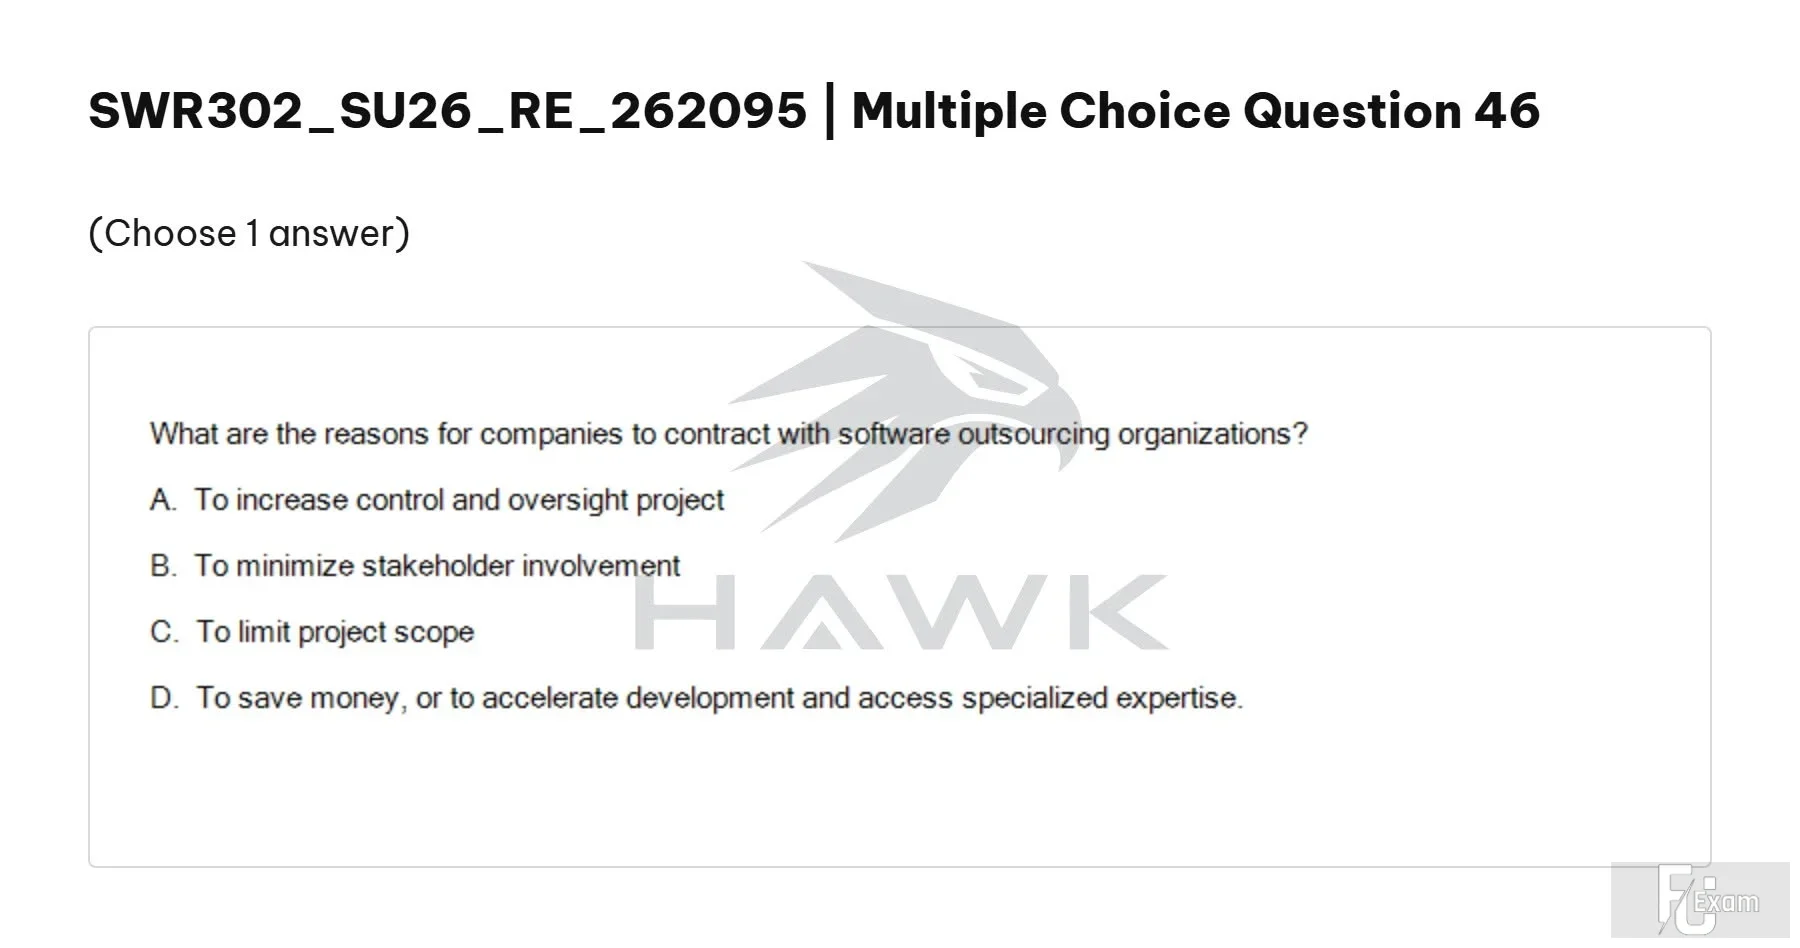 SWR302_SU26_RE_262095 | Multiple Choice Question 46
(Choose 1 answer)
What are the reasons for companies to contract with software outsourcing organizations?
A. To increase control and oversight project
B. To minimize stakeholder involvement
C. To limit project scope
D. To save money, or to accelerate development and access specialized expertise.
HAWK
FU Exam